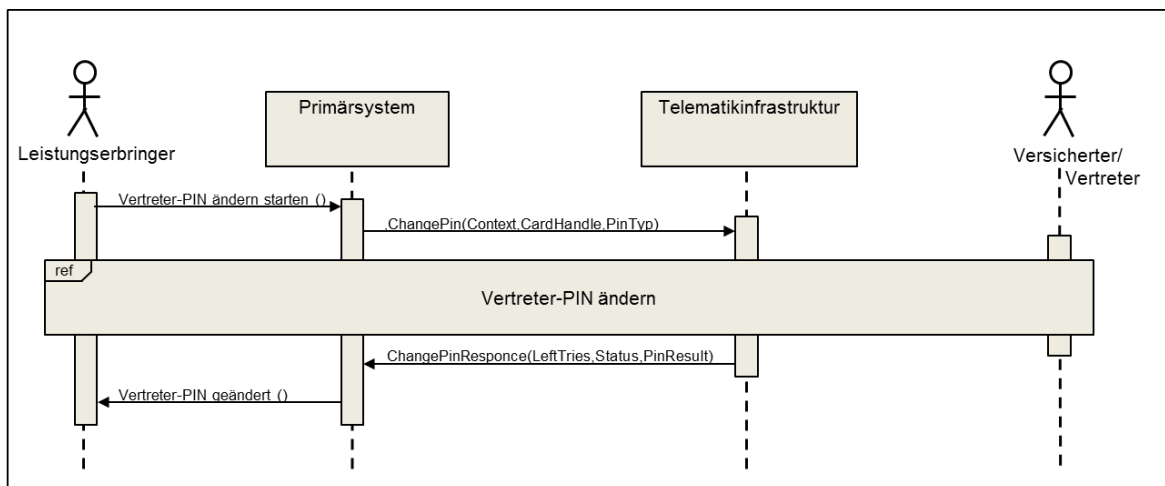 Primärsystem
Telematikinfrastruktur
Leistungserbringer
Versicherter/
Vertreter
Vertreter-PIN ändern starten ()
,ChangePin(Context,CardHandle,PinTyp)
ref
Vertreter-PIN ändern
ChangePinResponce(LeftTries,Status,PinResult)
Vertreter-PIN geändert ()